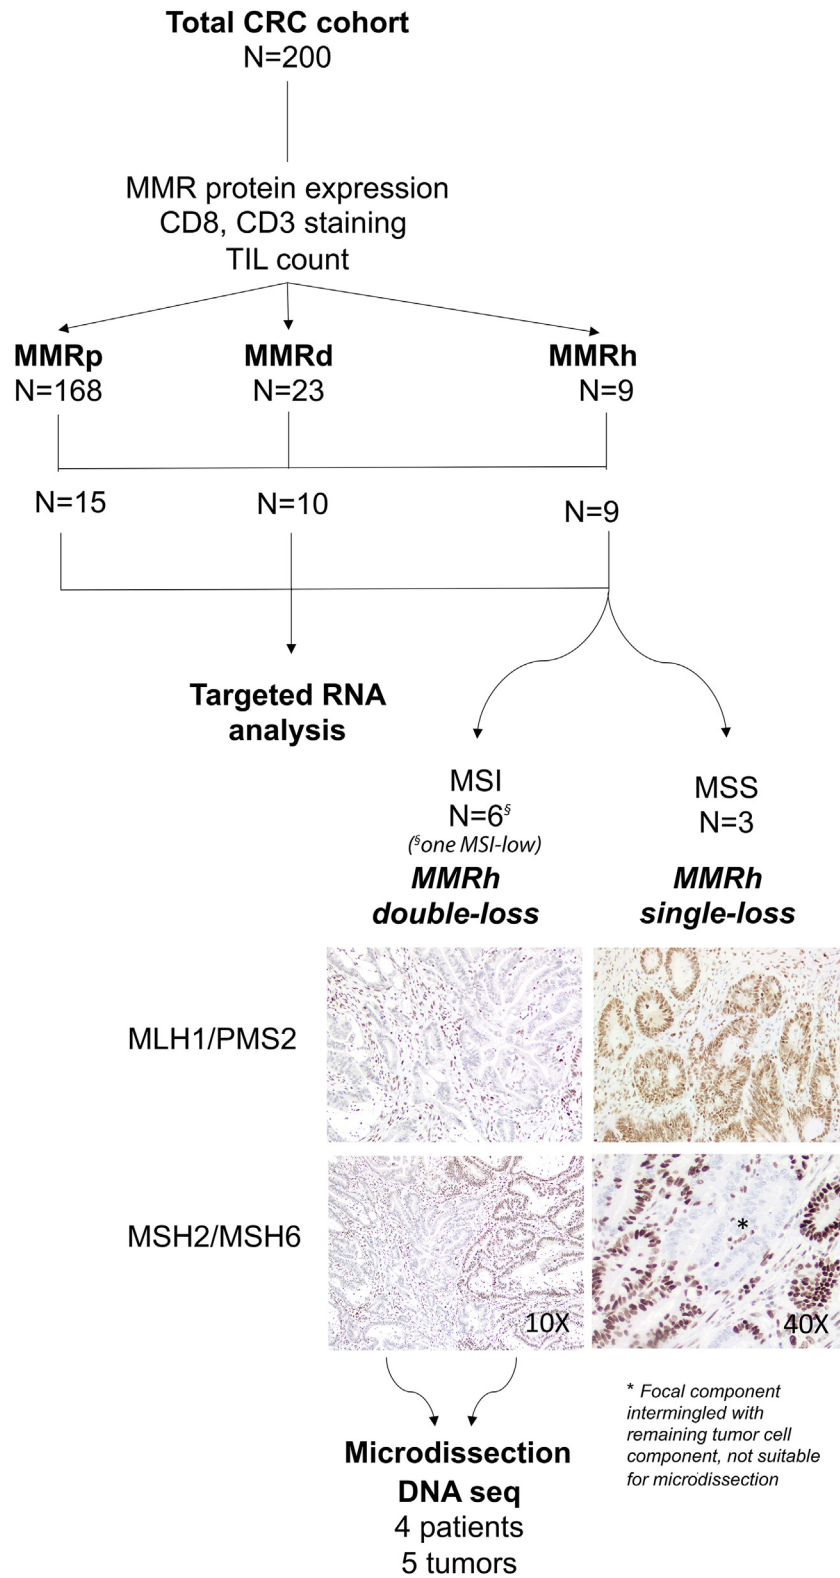 Total CRC cohort
N=200
MMR protein expression
CD8, CD3 staining
TIL count
MMRp
N=168
MMRd
N=23
MMRh
N=9
N=15
N=10
N=9
Targeted RNA
analysis
MSI
N=6§
(§one MSI-low)
MMRh
double-loss
MSS
N=3
MMRh
single-loss
MLH1/PMS2
MSH2/MSH6
10X
*
40X
* Focal component
intermingled with
remaining tumor cell
component, not suitable
for microdissection
Microdissection
DNA seq
4 patients
5 tumors